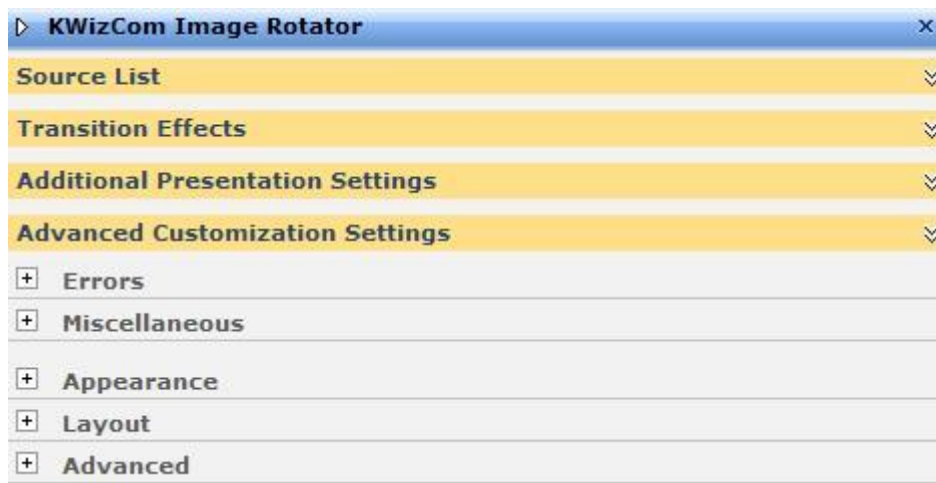 KWizCom Image Rotator
Source List
Transition Effects
Additional Presentation Settings
Advanced Customization Settings
Errors
Miscellaneous
Appearance
Layout
Advanced